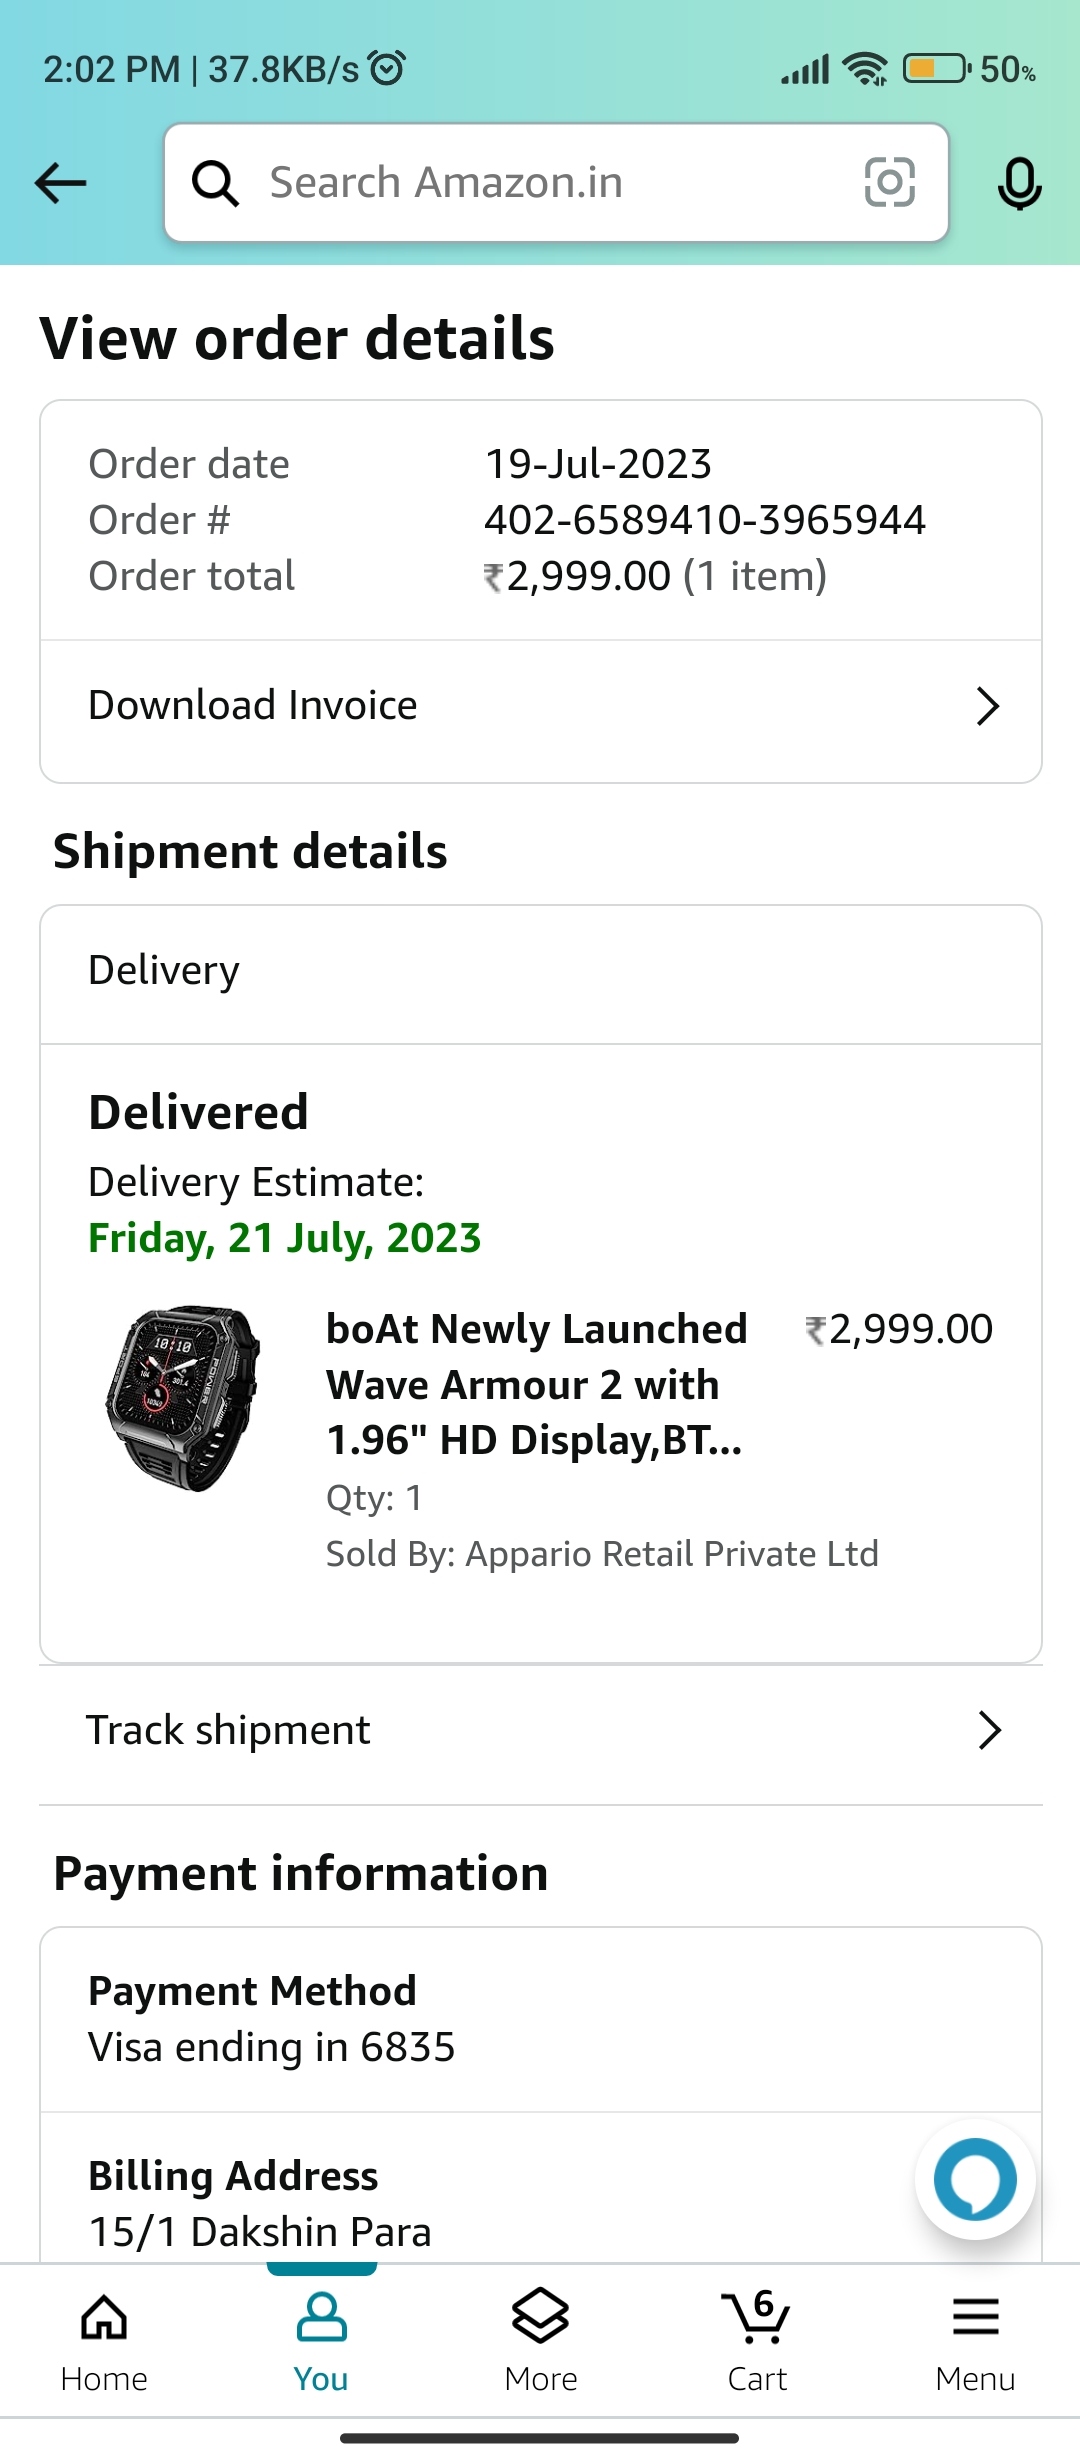 2:02 PM | 37.8KB/s 50%
Search Amazon.in
View order details
Order date 19-Jul-2023
Order # 402-6589410-3965944
Order total ₹2,999.00 (1 item)
Download Invoice
Shipment details
Delivery
Delivered
Delivery Estimate:
Friday, 21 July, 2023
boAt Newly Launched ₹2,999.00
Wave Armour 2 with
1.96" HD Display,BT...
Qty: 1
Sold By: Appario Retail Private Ltd
10:10
POWER
Track shipment
Payment information
Payment Method
Visa ending in 6835
Billing Address
15/1 Dakshin Para
6
Home You More Cart Menu